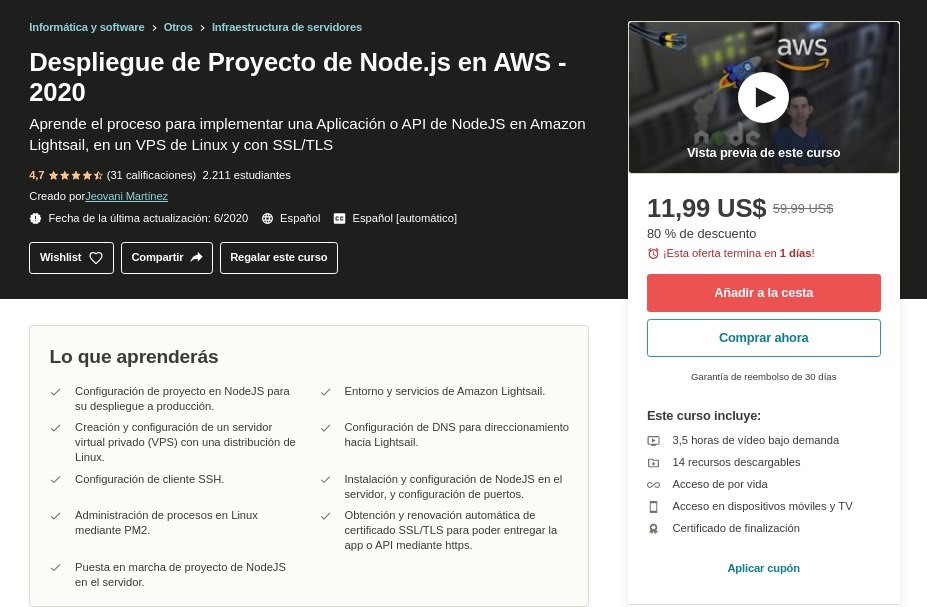 Informática y software > Otros > Infraestructura de servidores
Despliegue de Proyecto de Node.js en AWS -
2020
Aprende el proceso para implementar una Aplicación o API de NodeJS en Amazon
Lightsail, en un VPS de Linux y con SSL/TLS
4,7 (31 calificaciones) 2.211 estudiantes
Creado porJeovani Martínez
Fecha de la última actualización: 6/2020 Español Español [automático]
Wishlist Compartir Regalar este curso
aws
node
Vista previa de este curso
11,99 US$ 59,99 US$
80 % de descuento
¡Esta oferta termina en 1 días!
Añadir a la cesta
Comprar ahora
Garantía de reembolso de 30 días
Este curso incluye:
3,5 horas de vídeo bajo demanda
14 recursos descargables
Acceso de por vida
Acceso en dispositivos móviles y TV
Certificado de finalización
Aplicar cupón
Lo que aprenderás
Configuración de proyecto en NodeJS para
su despliegue a producción.
Entorno y servicios de Amazon Lightsail.
Creación y configuración de un servidor
virtual privado (VPS) con una distribución de
Linux.
Configuración de DNS para direccionamiento
hacia Lightsail.
Configuración de cliente SSH.
Instalación y configuración de NodeJS en el
servidor, y configuración de puertos.
Administración de procesos en Linux
mediante PM2.
Obtención y renovación automática de
certificado SSL/TLS para poder entregar la
app o API mediante https.
Puesta en marcha de proyecto de NodeJS
en el servidor.